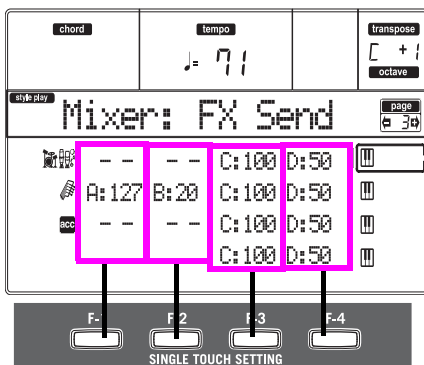 chord tempo transpose
♩= 71 C +1
octave
style play
Mixer: FX Send page
3
-- -- C:100 D:50
A:127 B:20 C:100 D:50
acc -- -- C:100 D:50
C:100 D:50
F-1 F-2 F-3 F-4
SINGLE TOUCH SETTING